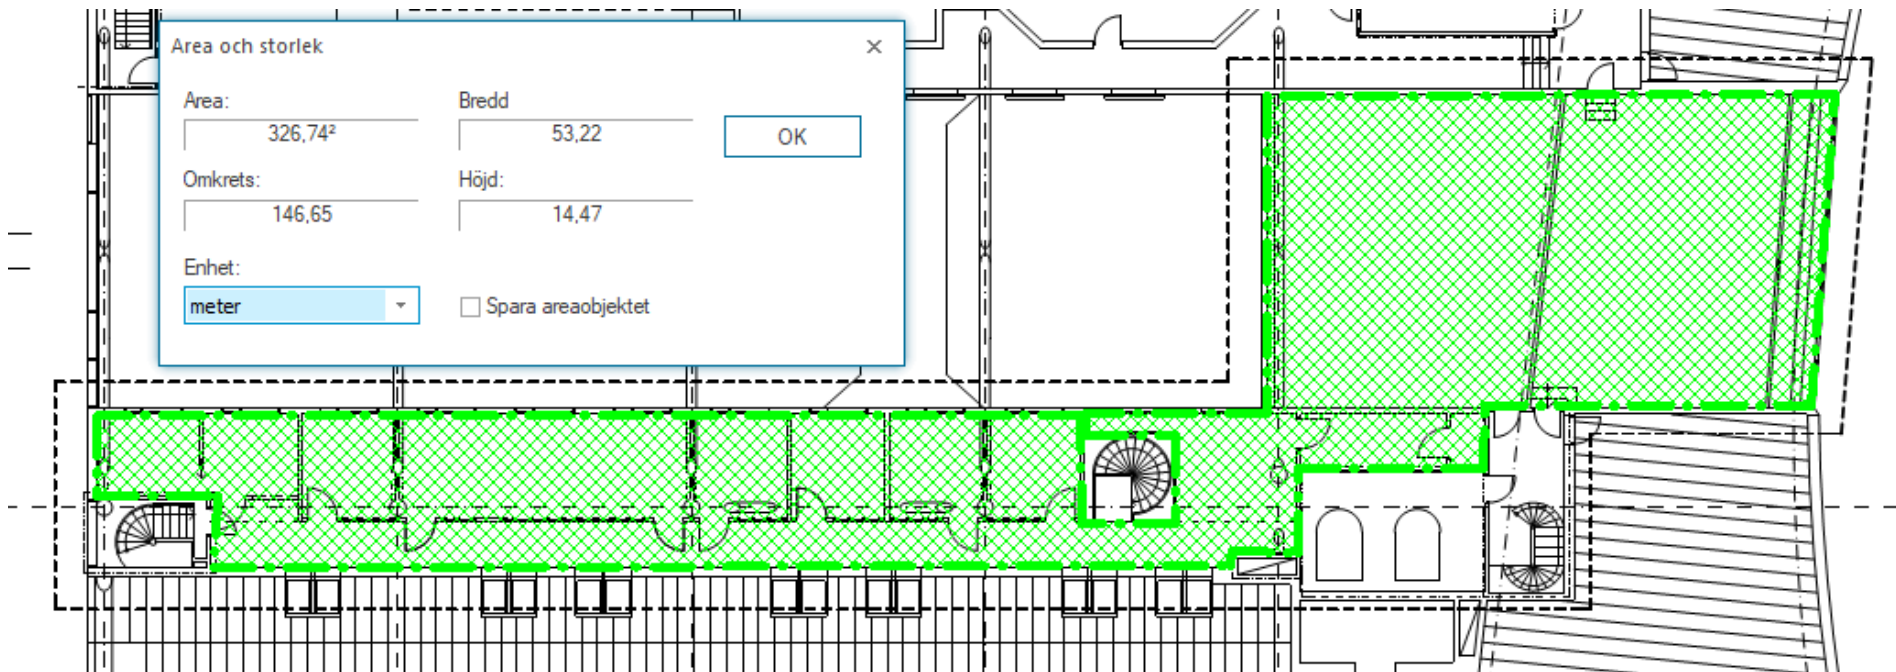 Area och storlek
Area:
Bredd
326,74²
53,22
OK
Omkrets:
Höjd:
146,65
14,47
Enhet:
meter
Spara areaobjektet